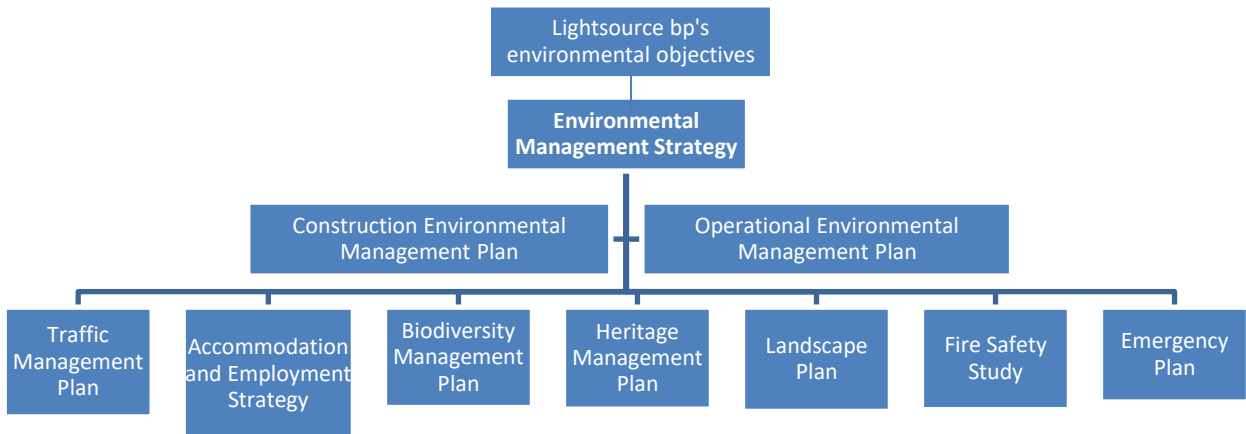 Lightsource bp's
environmental objectives
Environmental
Management Strategy
Construction Environmental
Management Plan
Operational Environmental
Management Plan
Traffic
Management
Plan
Accommodation
and Employment
Strategy
Biodiversity
Management
Plan
Heritage
Management
Plan
Landscape
Plan
Fire Safety
Study
Emergency
Plan